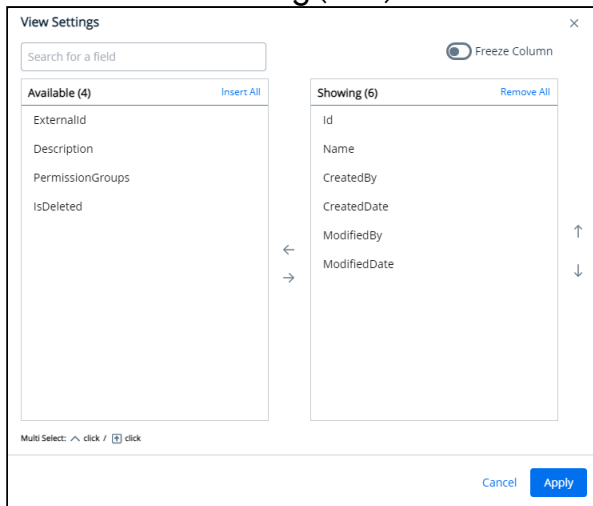 View Settings
Search for a field
Freeze Column
Available (4) Insert All
ExternalId
Description
PermissionGroups
IsDeleted
Showing (6) Remove All
Id
Name
CreatedBy
CreatedDate
ModifiedBy
ModifiedDate
Multi Select: ^ click / click
Cancel Apply